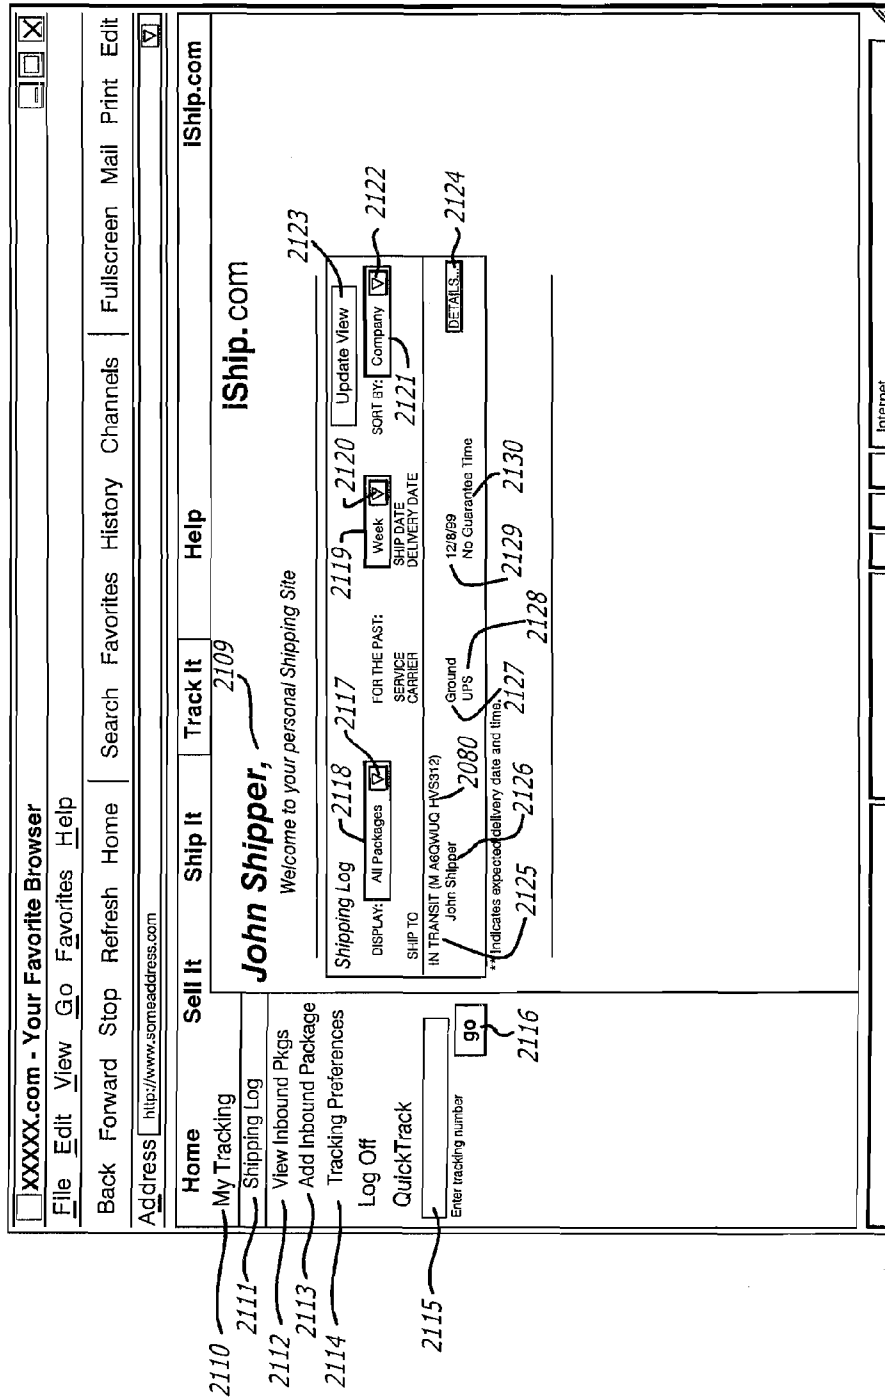 XXXXX.com - Your Favorite Browser
File Edit View Go Favorites Help
Back Forward Stop Refresh Home Search Favorites History Channels Fullscreen Mail Print Edit
Address http://www.someaddress.com
Home Sell It Ship It Track It Help iShip.com
2110 My Tracking
2111 Shipping Log
2112 View Inbound Pkgs
2113 Add Inbound Package
2114 Tracking Preferences
Log Off
QuickTrack
2115
Enter tracking number
go
2116
iShip.com
John Shipper, 2109
Welcome to your personal Shipping Site
2123
Shipping Log 2118 2117 2119 2120 Update View
DISPLAY: All Packages FOR THE PAST: Week SORT BY: Company 2122
2121
SHIP TO SERVICE SHIP DATE
CARRIER DELIVERY DATE
IN TRANSIT (M A6QWUQ HVS312) Ground 12/8/99 DETAILS... 2124
John Shipper 2080 UPS No Guarantee Time
** Indicates expected delivery date and time.
2125 2126 2127 2128 2129 2130
Internet